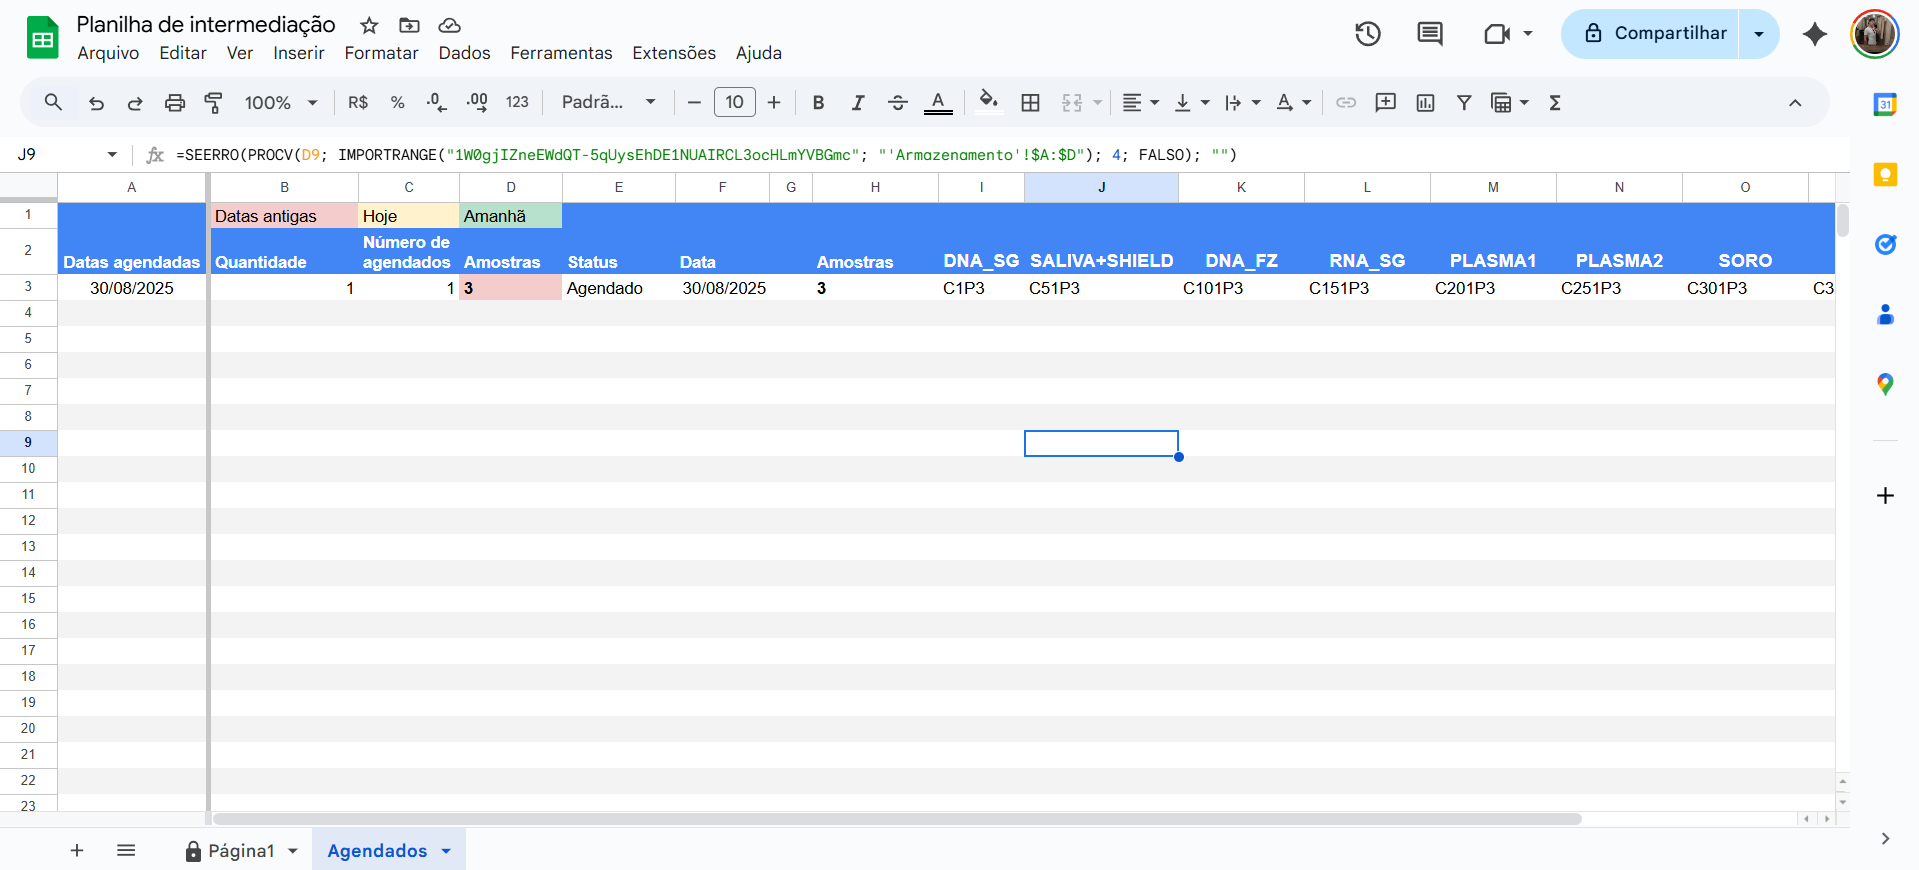 Planilha de intermediação
Arquivo Editar Ver Inserir Formatar Dados Ferramentas Extensões Ajuda
Compartilhar
100% R$ % .0 .00 123 Padrã... 10 B I S A A Σ
31
J9 fx =SEERRO(PROCV(D9; IMPORTRANGE("1W0gjIZneEWdQT-5qUysEhDE1NUAIRCL3ocHLmYVBGmc"; "'Armazenamento'!$A:$D"); 4; FALSO); "")
A B C D E F G H I J K L M N O
1 Datas antigas Hoje Amanhã
2 Datas agendadas Quantidade Número de agendados Amostras Status Data Amostras DNA_SG SALIVA+SHIELD DNA_FZ RNA_SG PLASMA1 PLASMA2 SORO
3 30/08/2025 1 1 3 Agendado 30/08/2025 3 C1P3 C51P3 C101P3 C151P3 C201P3 C251P3 C301P3 C3
4
5
6
7
8
9
10
11
12
13
14
15
16
17
18
19
20
21
22
23
Página1 Agendados